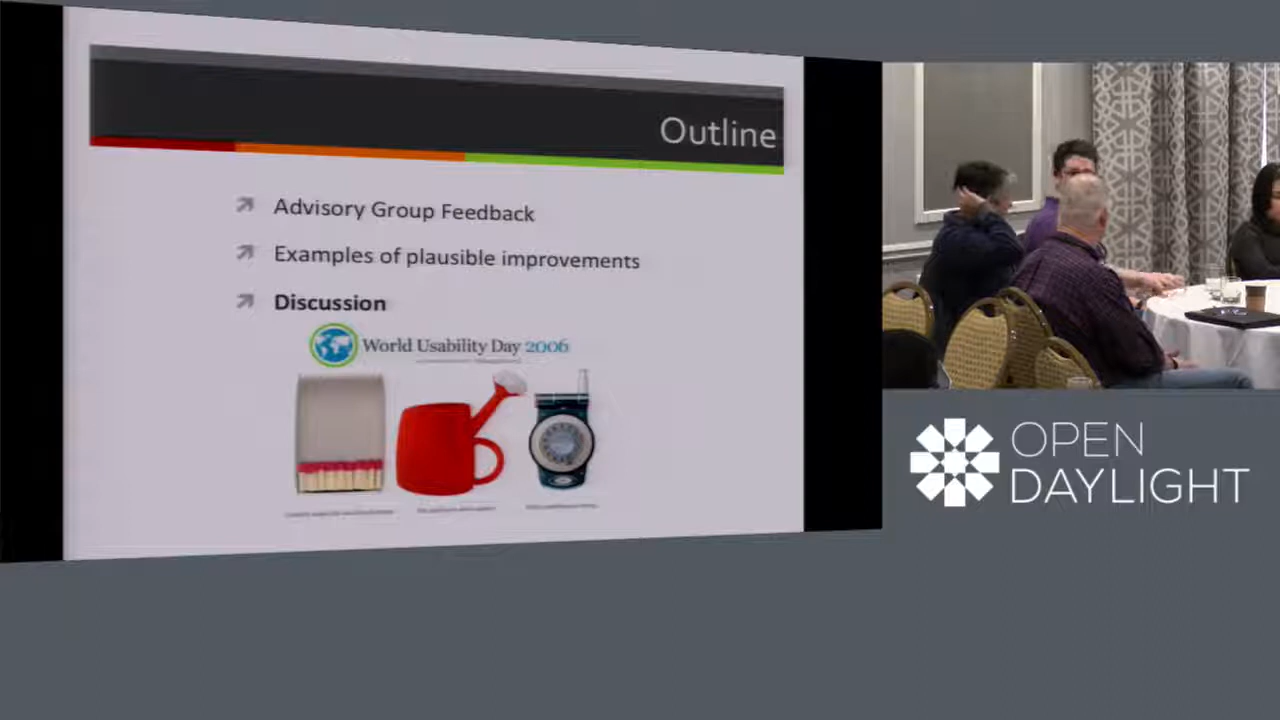 Outline
Advisory Group Feedback
Examples of plausible improvements
Discussion
World Usability Day 2006
OPEN
DAYLIGHT